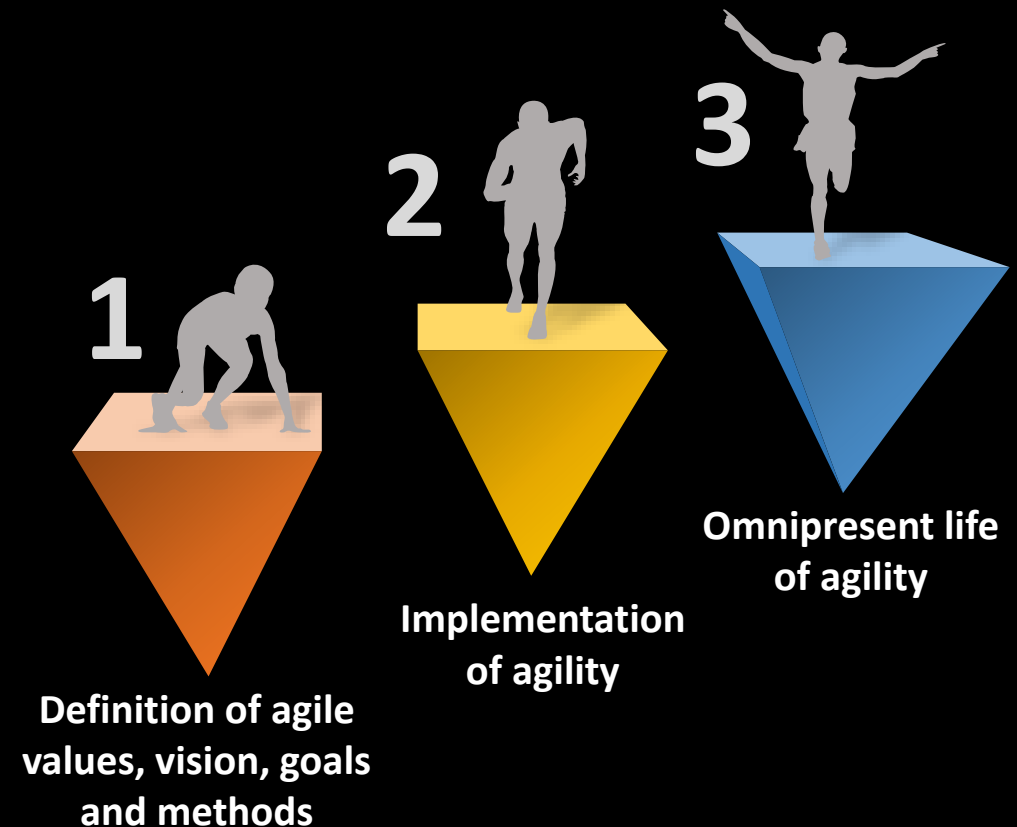 1
Definition of agile
values, vision, goals
and methods
2
Implementation
of agility
3
Omnipresent life
of agility